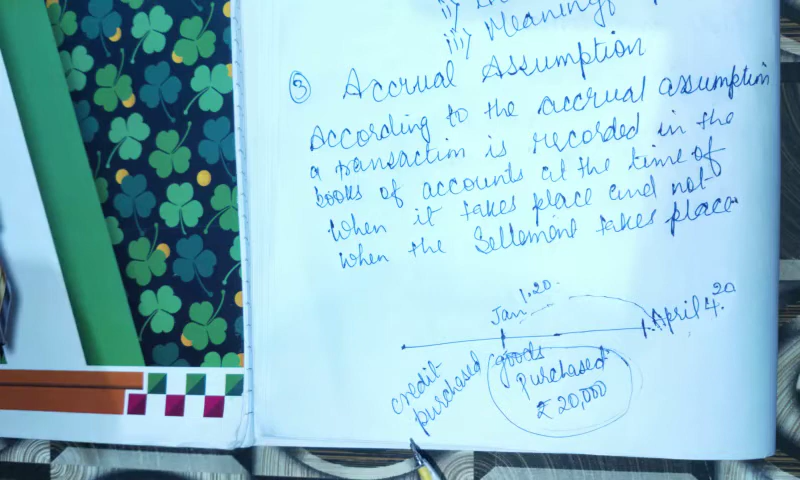 ii)
iii) Meaning
③ Accrual Assumption
According to the accrual assumption
a transaction is recorded in the
books of accounts at the time of
when it takes place and not
when the Settlement takes place
Jan 1.20.
1. April 4.20
credit purchased
goods purchased
₹ 20,000